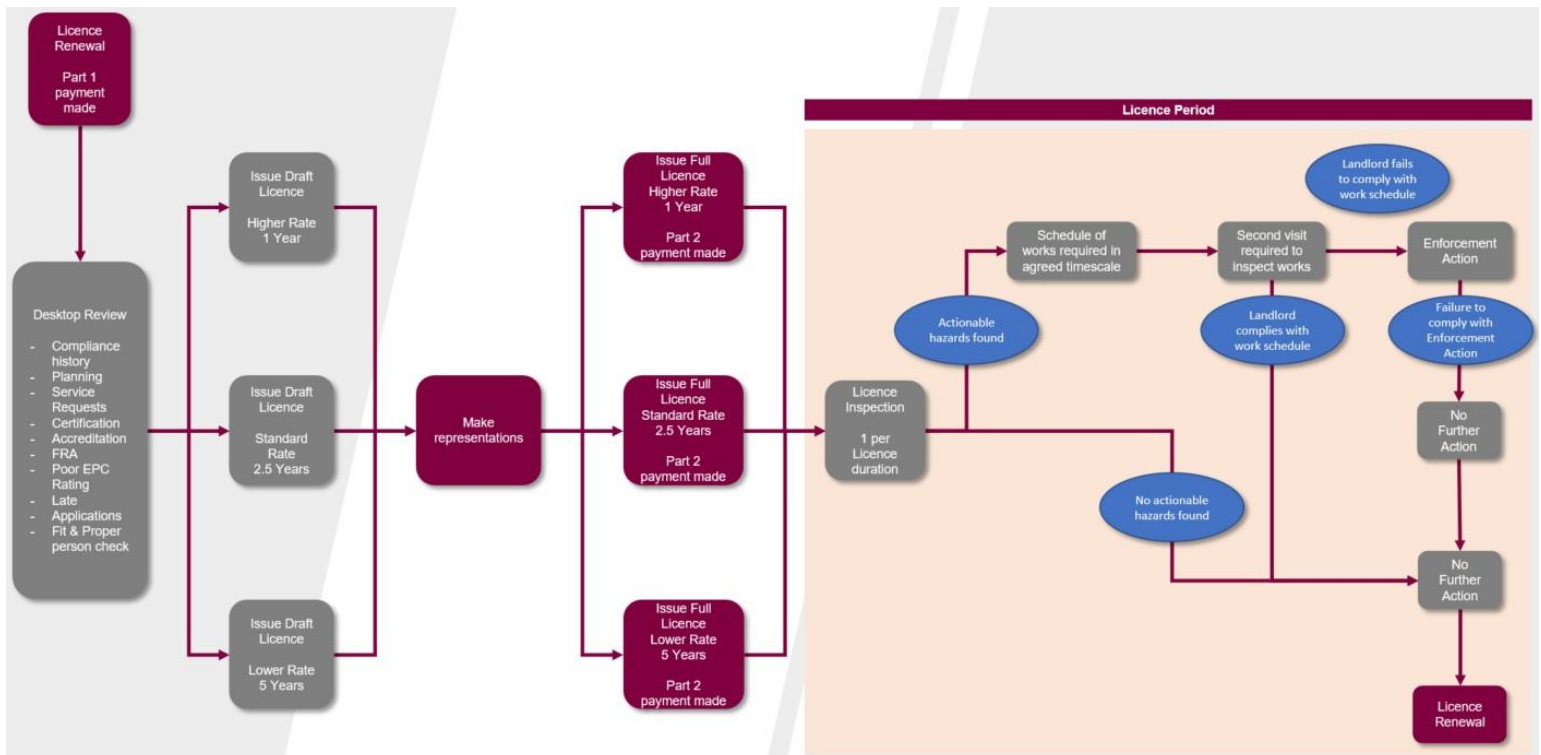 Licence
Renewal
Part 1
payment
made
Desktop Review
- Compliance
history
- Planning
- Service
Requests
- Certification
- Accreditation
- FRA
- Poor EPC
Rating
- Late
- Applications
- Fit & Proper
person check
Issue Draft
Licence
Higher Rate
1 Year
Issue Draft
Licence
Standard
Rate
2.5 Years
Issue Draft
Licence
Lower Rate
5 Years
Make
representations
Issue Full
Licence
Higher Rate
1 Year
Part 2
payment made
Issue Full
Licence
Standard Rate
2.5 Years
Part 2
payment made
Issue Full
Licence
Lower Rate
5 Years
Part 2
payment made
Licence Period
Licence
Inspection
1 per
Licence
duration
Actionable
hazards found
No actionable
hazards found
Schedule of
works required in
agreed timescale
Second visit
required to
inspect works
Landlord
complies with
work schedule
Landlord fails
to comply with
work schedule
Enforcement
Action
Failure to
comply with
Enforcement
Action
No
Further
Action
No
Further
Action
Licence
Renewal